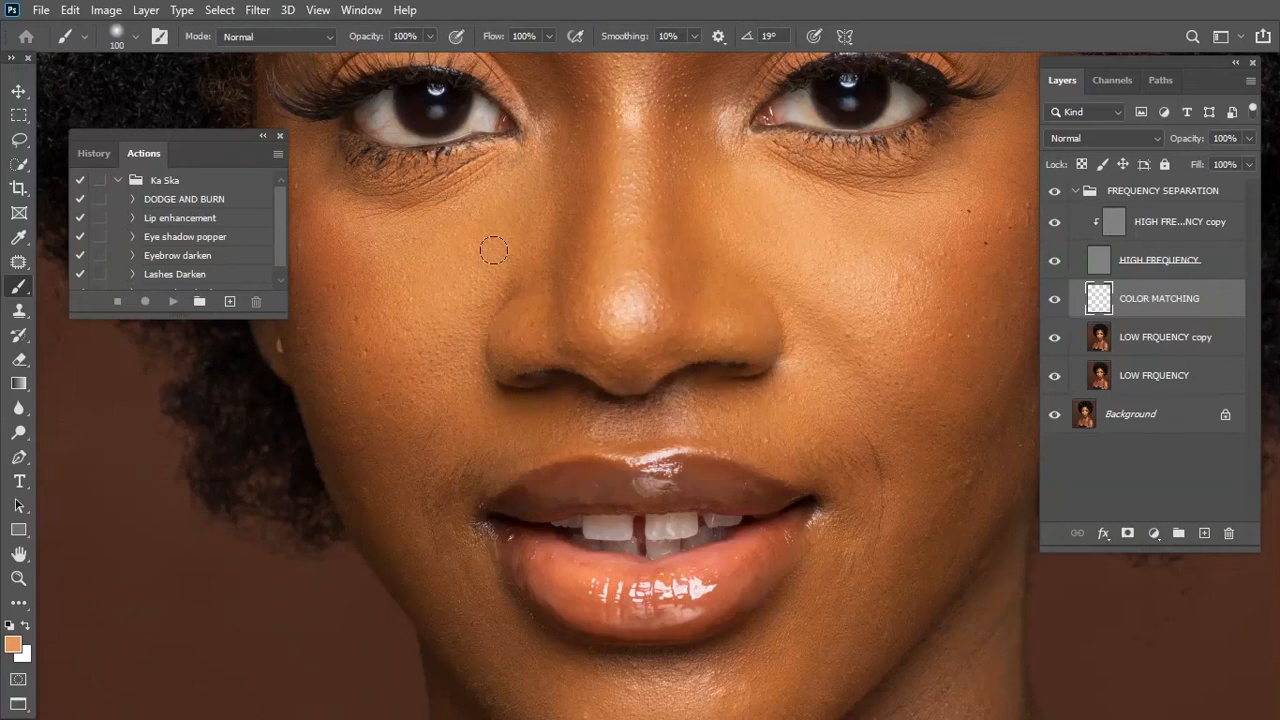 Ps File Edit Image Layer Type Select Filter 3D View Window Help
100 Mode: Normal Opacity: 100% Flow: 100% Smoothing: 10% 19°
History Actions
Ka Ska
DODGE AND BURN
Lip enhancement
Eye shadow popper
Eyebrow darken
Lashes Darken
Layers Channels Paths
Kind
Normal Opacity: 100%
Lock: Fill: 100%
FREQUENCY SEPARATION
HIGH FRE...NCY copy
HIGH FREQUENCY
COLOR MATCHING
LOW FRQUENCY copy
LOW FRQUENCY
Background
fx